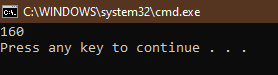 C:\WINDOWS\system32\cmd.exe
160
Press any key to continue . . .